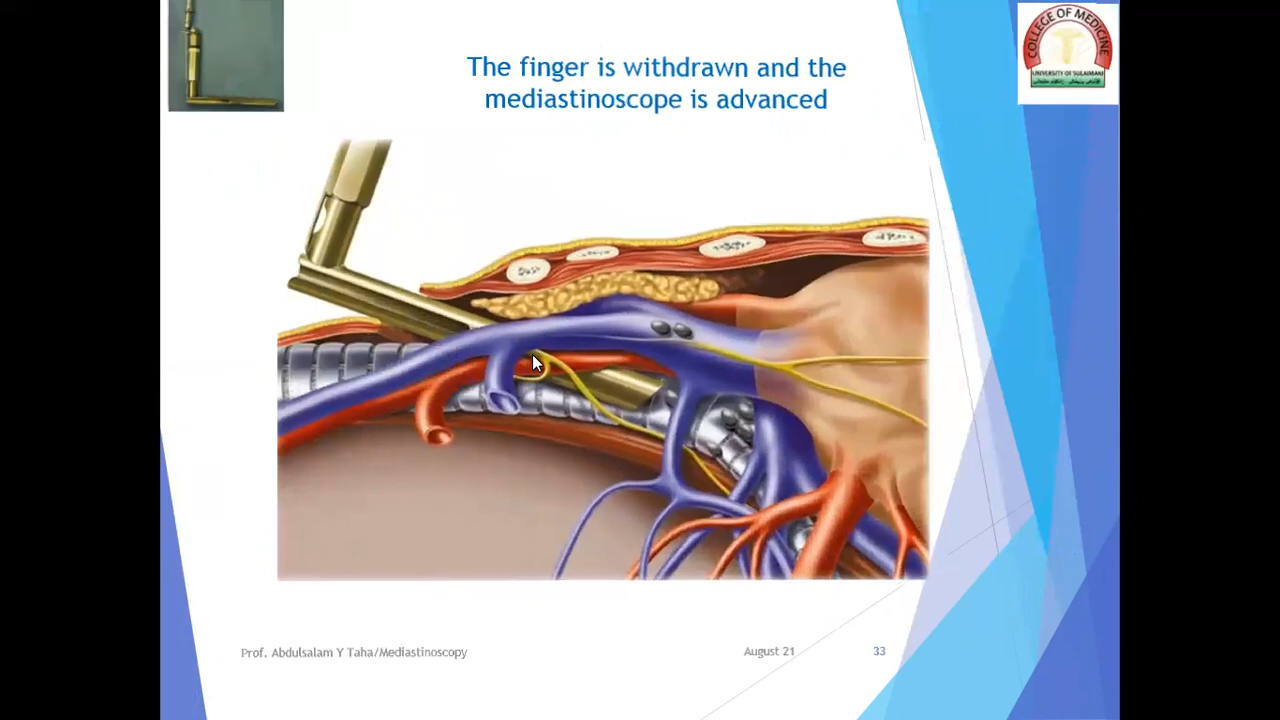 The finger is withdrawn and the
mediastinoscope is advanced
COLLEGE OF MEDICINE
UNIVERSITY OF SULAIMANI
Prof. Abdulsalam Y Taha/Mediastinoscopy
August 21
33